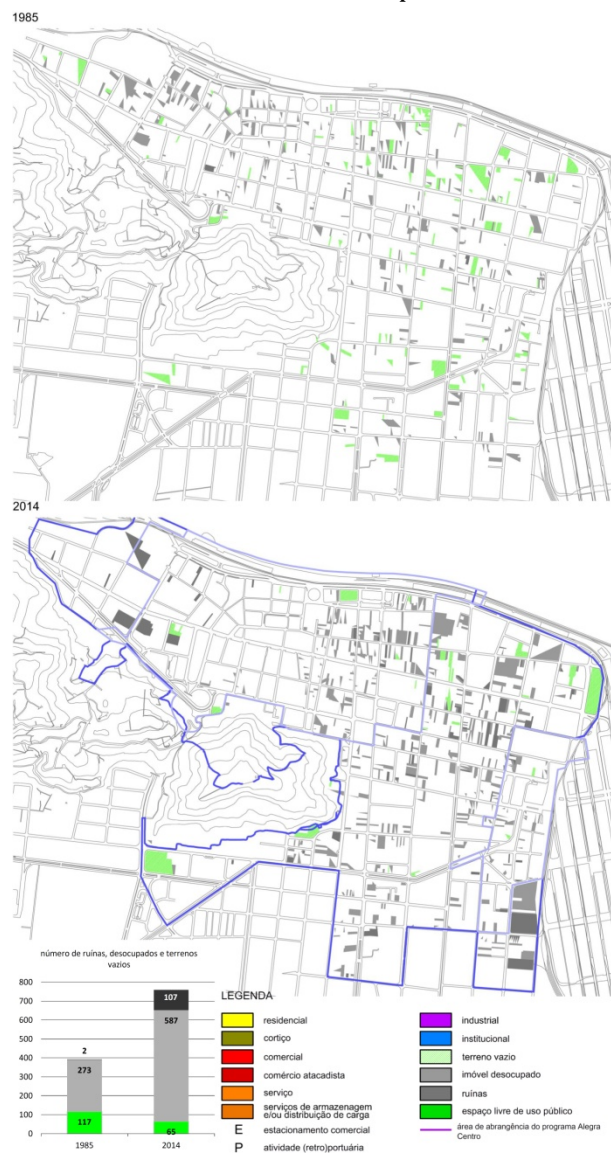 1985
2014
número de ruínas, desocupados e terrenos
vazios
800
700
600
500
400
300
200
100
0
2
273
117
107
587
65
1985
2014
LEGENDA
residencial
cortiço
comercial
comércio atacadista
serviço
serviços de armazenagem
e/ou distribuição de carga
E estacionamento comercial
P atividade (retro)portuária
industrial
institucional
terreno vazio
imóvel desocupado
ruínas
espaço livre de uso público
área de abrangência do programa Alegra
Centro